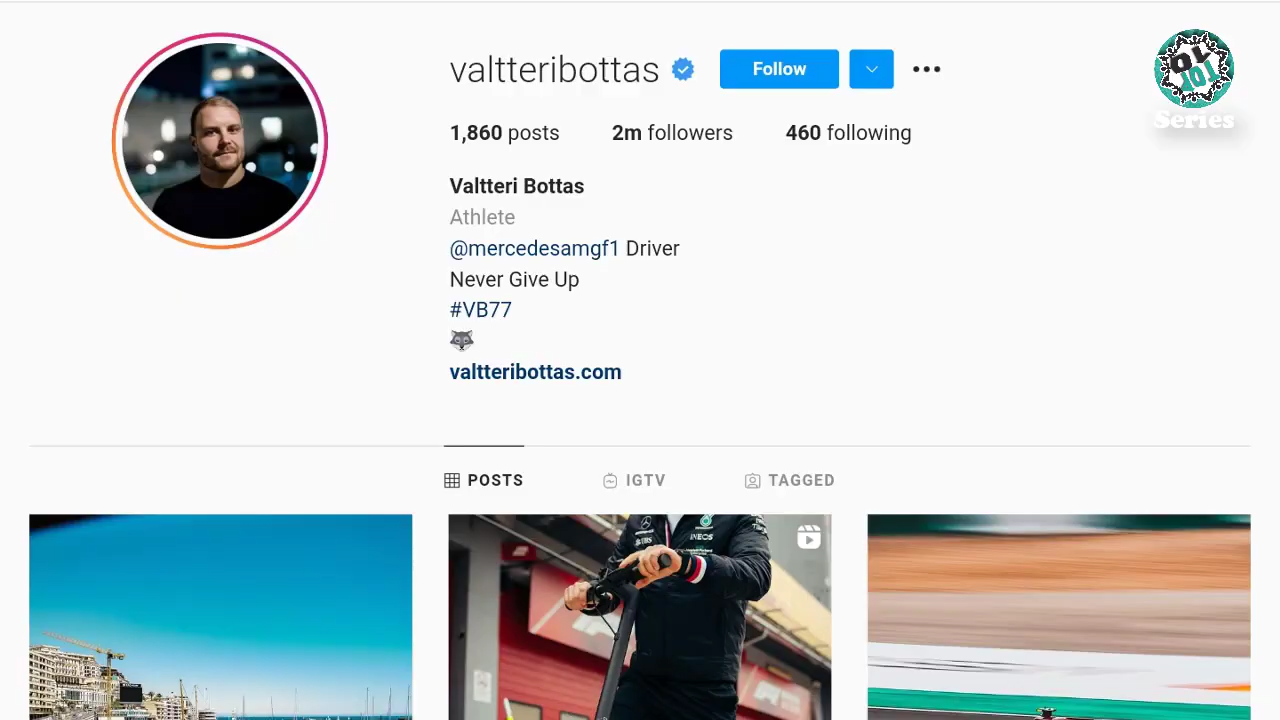 valtteribottas
Follow
1,860 posts 2m followers 460 following
Valtteri Bottas
Athlete
@mercedesamgf1 Driver
Never Give Up
#VB77
valtteribottas.com
POSTS IGTV TAGGED
Series
INEOS